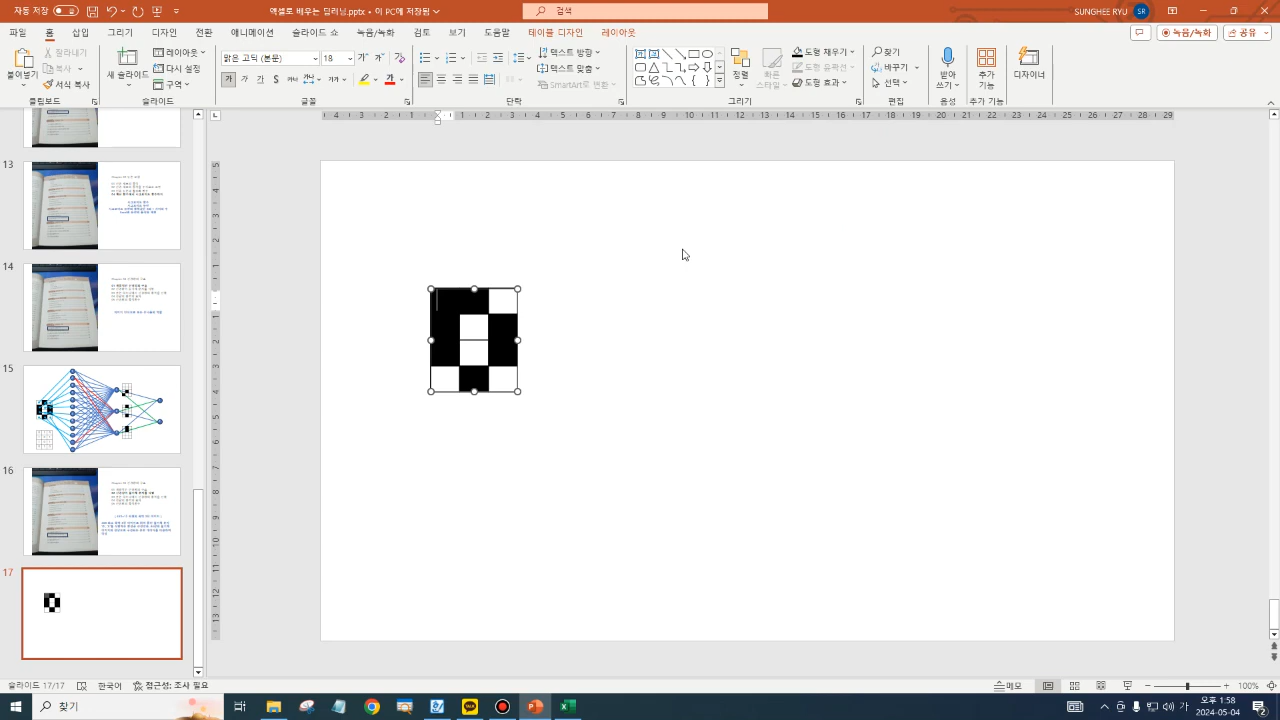 자동 저장
엑셀로 배우는 딥러닝.pptx • 이 PC에 저장됨
검색
SUNGHEE RYU
SR
파일 홈 삽입 그리기 디자인 전환 애니메이션 슬라이드 쇼 녹음/녹화 검토 보기 도움말 테이블 디자인 레이아웃
녹음/녹화
공유
붙여넣기
잘라내기
복사
서식 복사
클립보드
새 슬라이드
레이아웃
다시 설정
구역
슬라이드
맑은 고딕 (본문)
18
글꼴
텍스트 방향
텍스트 맞춤
SmartArt로 변환
단락
정렬
빠른 스타일
도형 채우기
도형 윤곽선
도형 효과
그리기
찾기
바꾸기
선택
편집
받아쓰기
음성
추가 기능
추가 기능
디자이너
13
14
15
16
17
슬라이드 17/17
한국어
접근성: 조사 필요
메모
100%
찾기
오후 1:58
2024-05-04